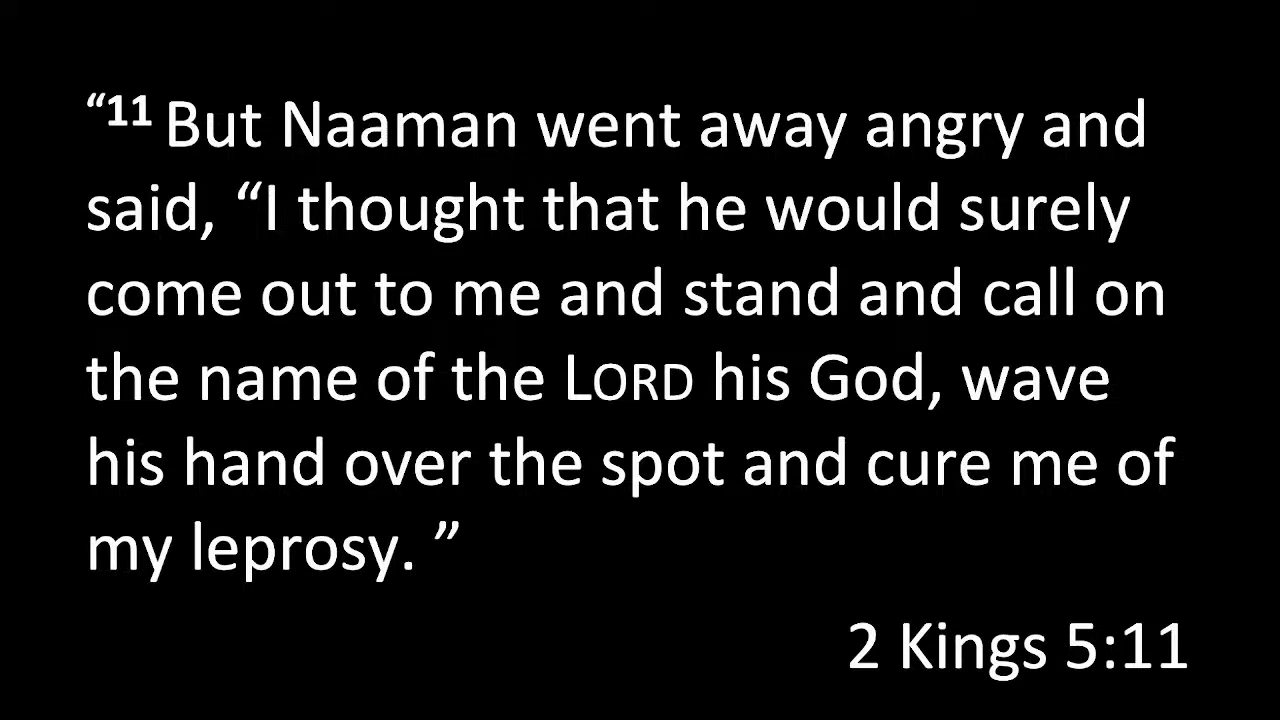 “11 But Naaman went away angry and
said, “I thought that he would surely
come out to me and stand and call on
the name of the LORD his God, wave
his hand over the spot and cure me of
my leprosy. ”
2 Kings 5:11